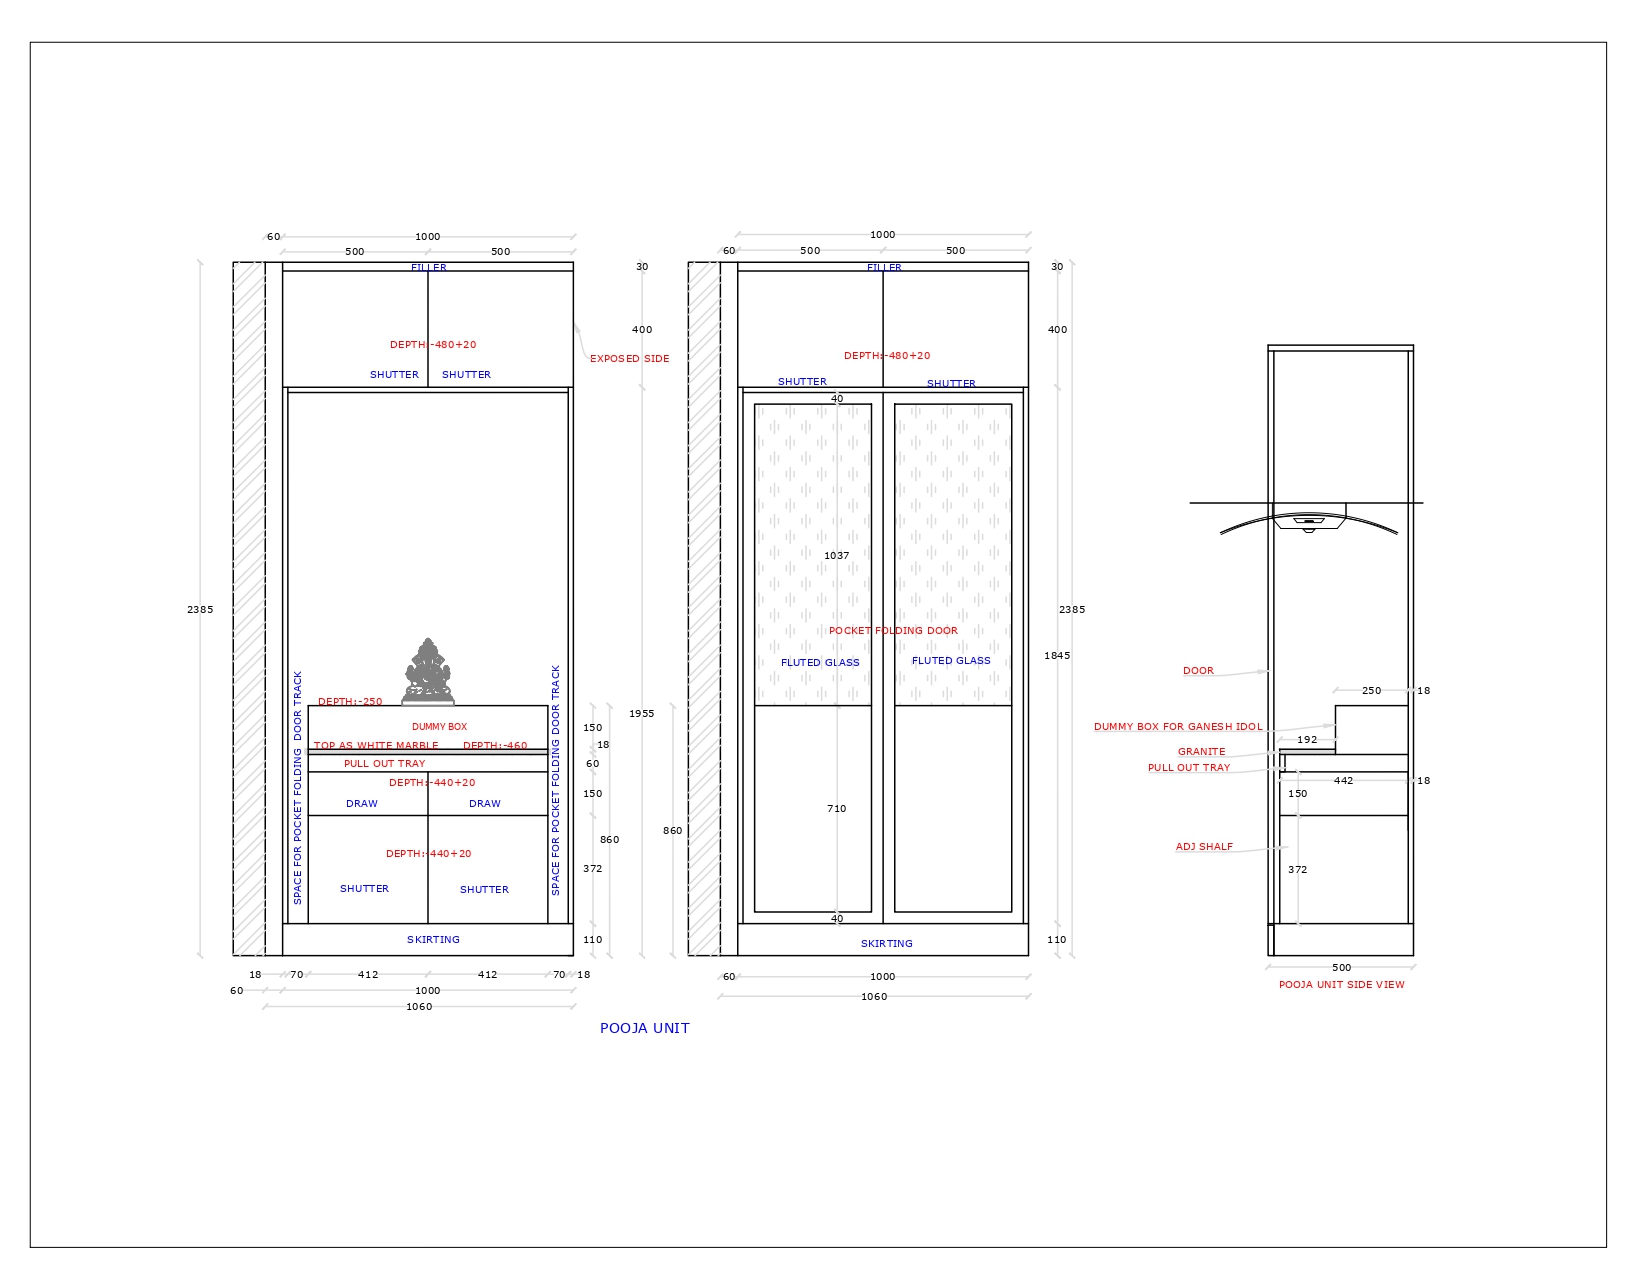 60
1000
500
500
FILLER
30
400
DEPTH:-480+20
EXPOSED SIDE
SHUTTER
SHUTTER
2385
SPACE FOR POCKET FOLDING  DOOR TRACK
SPACE FOR POCKET FOLDING DOOR TRACK
DEPTH:-250
DUMMY BOX
TOP AS WHITE MARBLE
DEPTH:-460
PULL OUT TRAY
DEPTH:-440+20
DRAW
DRAW
DEPTH:-440+20
SHUTTER
SHUTTER
SKIRTING
150
18
60
150
372
110
860
1955
18
70
412
412
70
18
60
1000
1060
1000
60
500
500
FILLER
30
400
DEPTH:-480+20
SHUTTER
SHUTTER
40
1037
POCKET FOLDING DOOR
FLUTED GLASS
FLUTED GLASS
2385
1845
860
710
40
110
SKIRTING
60
1000
1060
POOJA UNIT
DOOR
250
18
DUMMY BOX FOR GANESH IDOL
192
GRANITE
PULL OUT TRAY
442
18
150
ADJ SHALF
372
500
POOJA UNIT SIDE VIEW